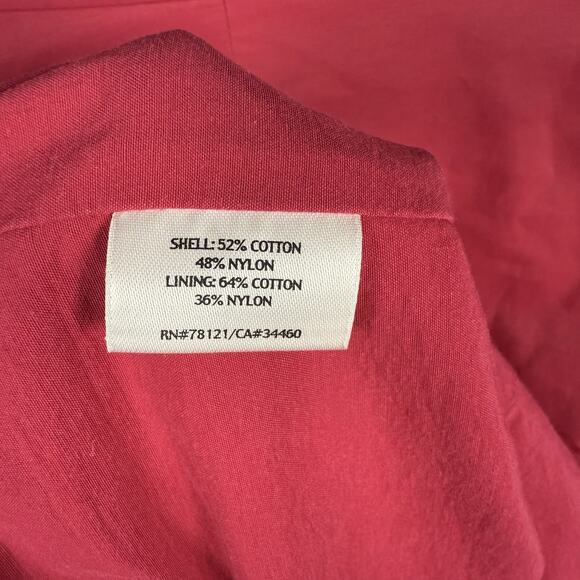 SHELL: 52% COTTON
48% NYLON
LINING: 64% COTTON
36% NYLON
RN#78121/CA#34460